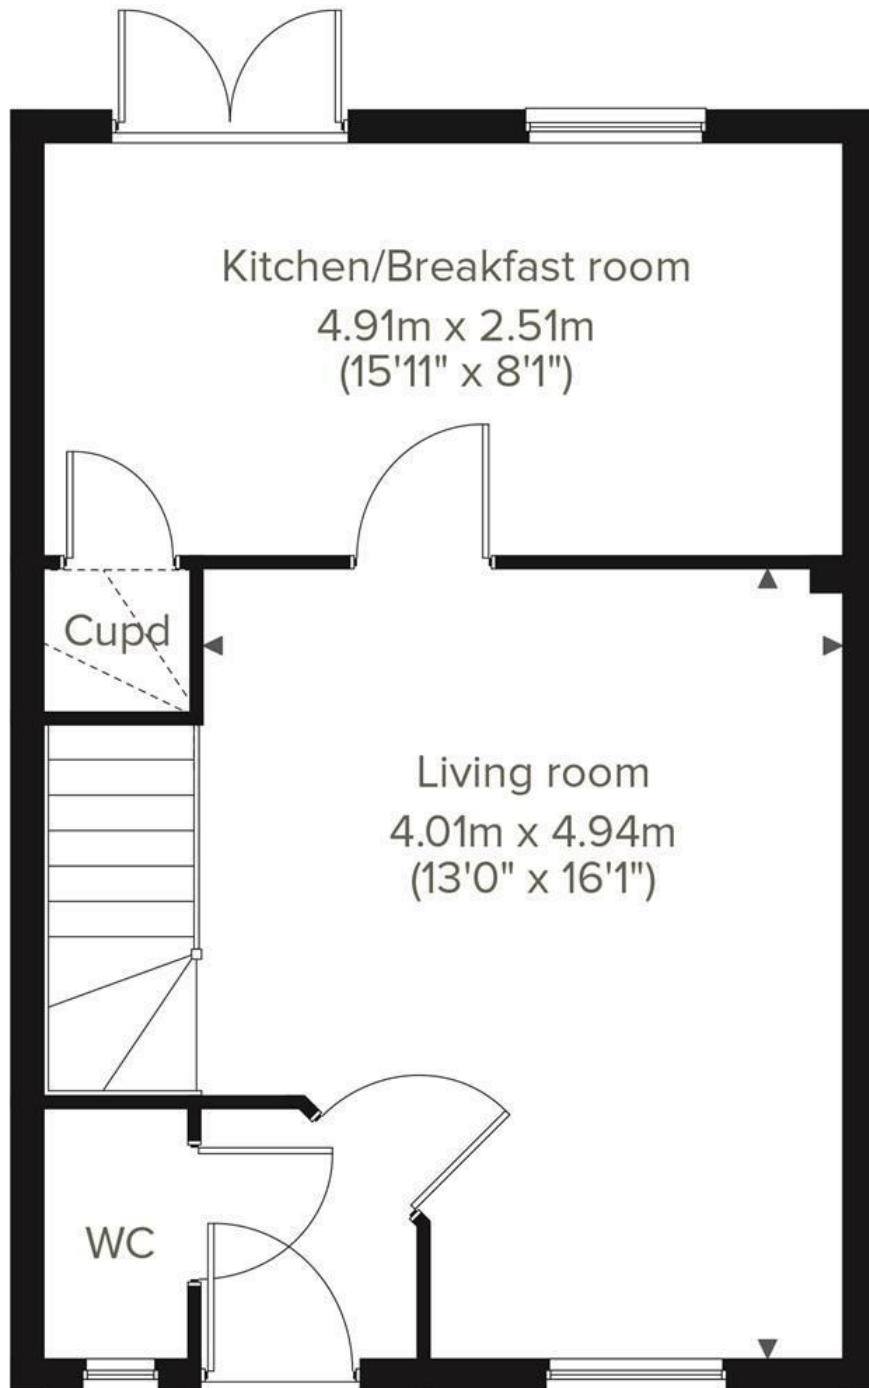 Kitchen/Breakfast room
4.91m x 2.51m
(15'11" x 8'1")
Cupd
Living room
4.01m x 4.94m
(13'0" x 16'1")
WC